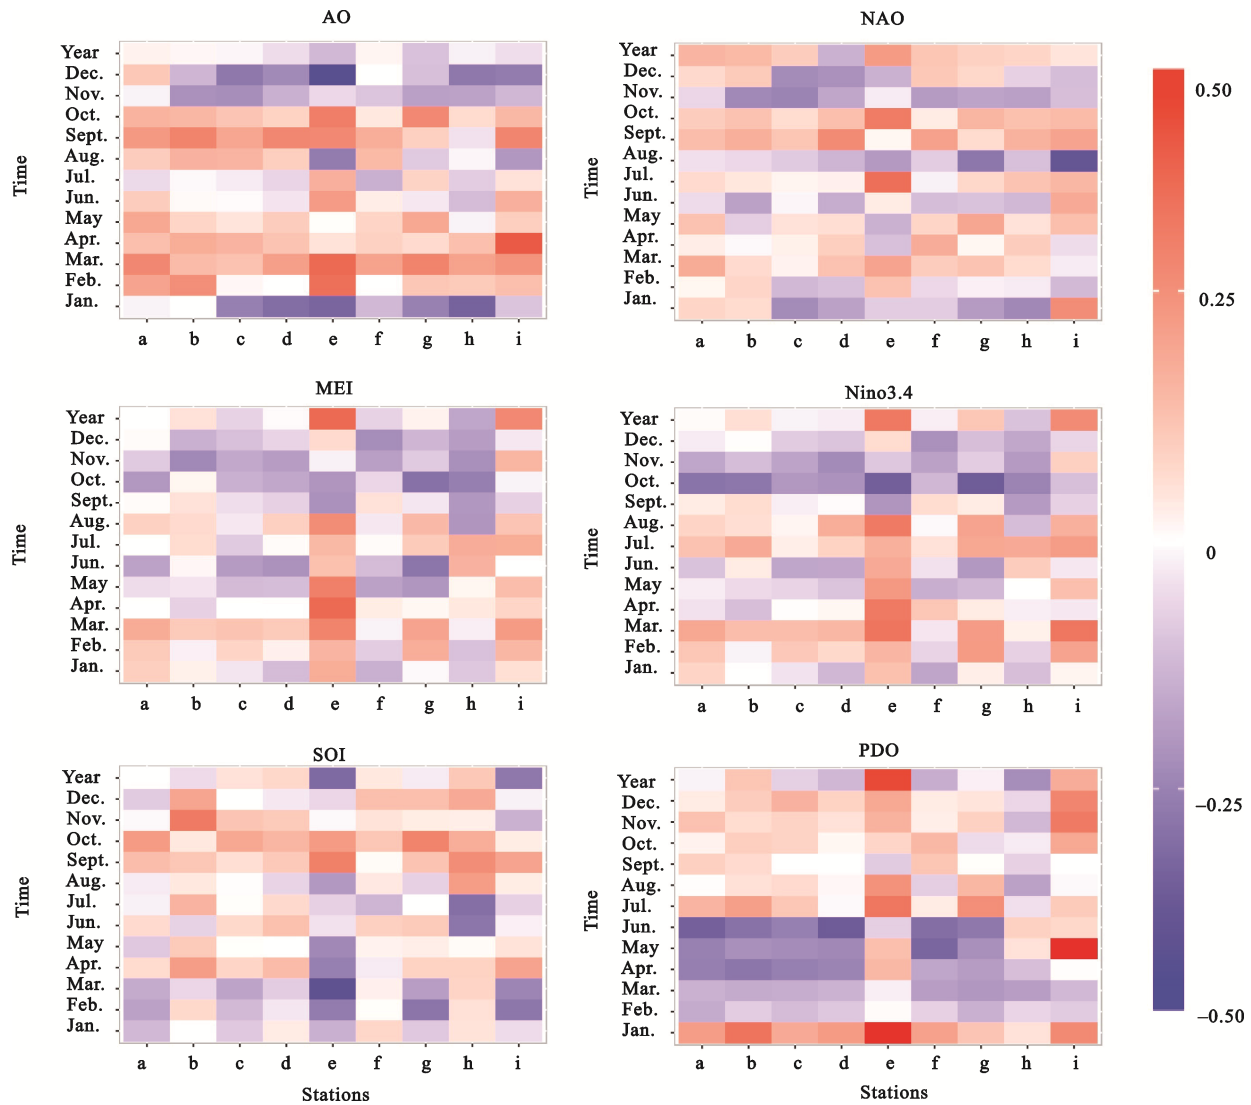 AO
Time
Year
Dec.
Nov.
Oct.
Sept.
Aug.
Jul.
Jun.
May
Apr.
Mar.
Feb.
Jan.
a b c d e f g h i
NAO
Time
Year
Dec.
Nov.
Oct.
Sept.
Aug.
Jul.
Jun.
May
Apr.
Mar.
Feb.
Jan.
a b c d e f g h i
MEI
Time
Year
Dec.
Nov.
Oct.
Sept.
Aug.
Jul.
Jun.
May
Apr.
Mar.
Feb.
Jan.
a b c d e f g h i
Nino3.4
Time
Year
Dec.
Nov.
Oct.
Sept.
Aug.
Jul.
Jun.
May
Apr.
Mar.
Feb.
Jan.
a b c d e f g h i
SOI
Time
Year
Dec.
Nov.
Oct.
Sept.
Aug.
Jul.
Jun.
May
Apr.
Mar.
Feb.
Jan.
a b c d e f g h i
Stations
PDO
Time
Year
Dec.
Nov.
Oct.
Sept.
Aug.
Jul.
Jun.
May
Apr.
Mar.
Feb.
Jan.
a b c d e f g h i
Stations
0.50
0.25
0
−0.25
−0.50